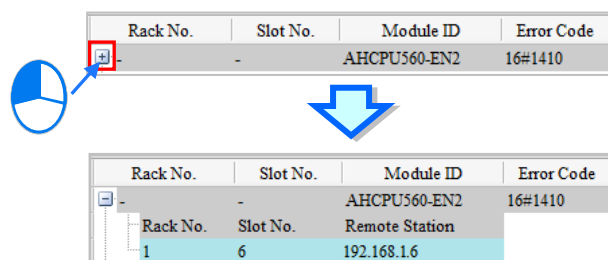 Rack No. Slot No. Module ID Error Code
- - AHCPU560-EN2 16#1410
Rack No. Slot No. Module ID Error Code
- - AHCPU560-EN2 16#1410
Rack No. Slot No. Remote Station
1 6 192.168.1.6